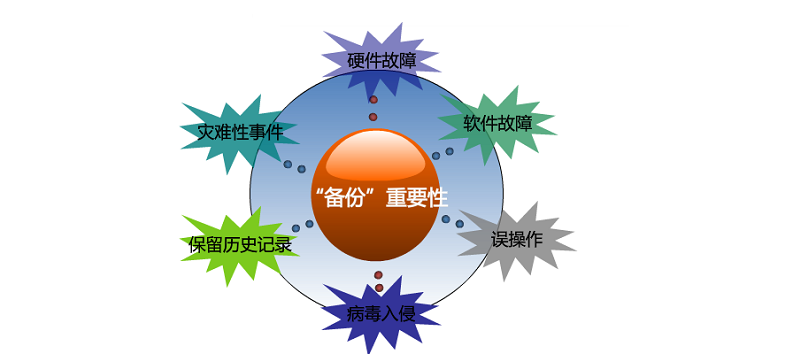 硬件故障
灾难性事件
软件故障
“备份”重要性
保留历史记录
误操作
病毒入侵